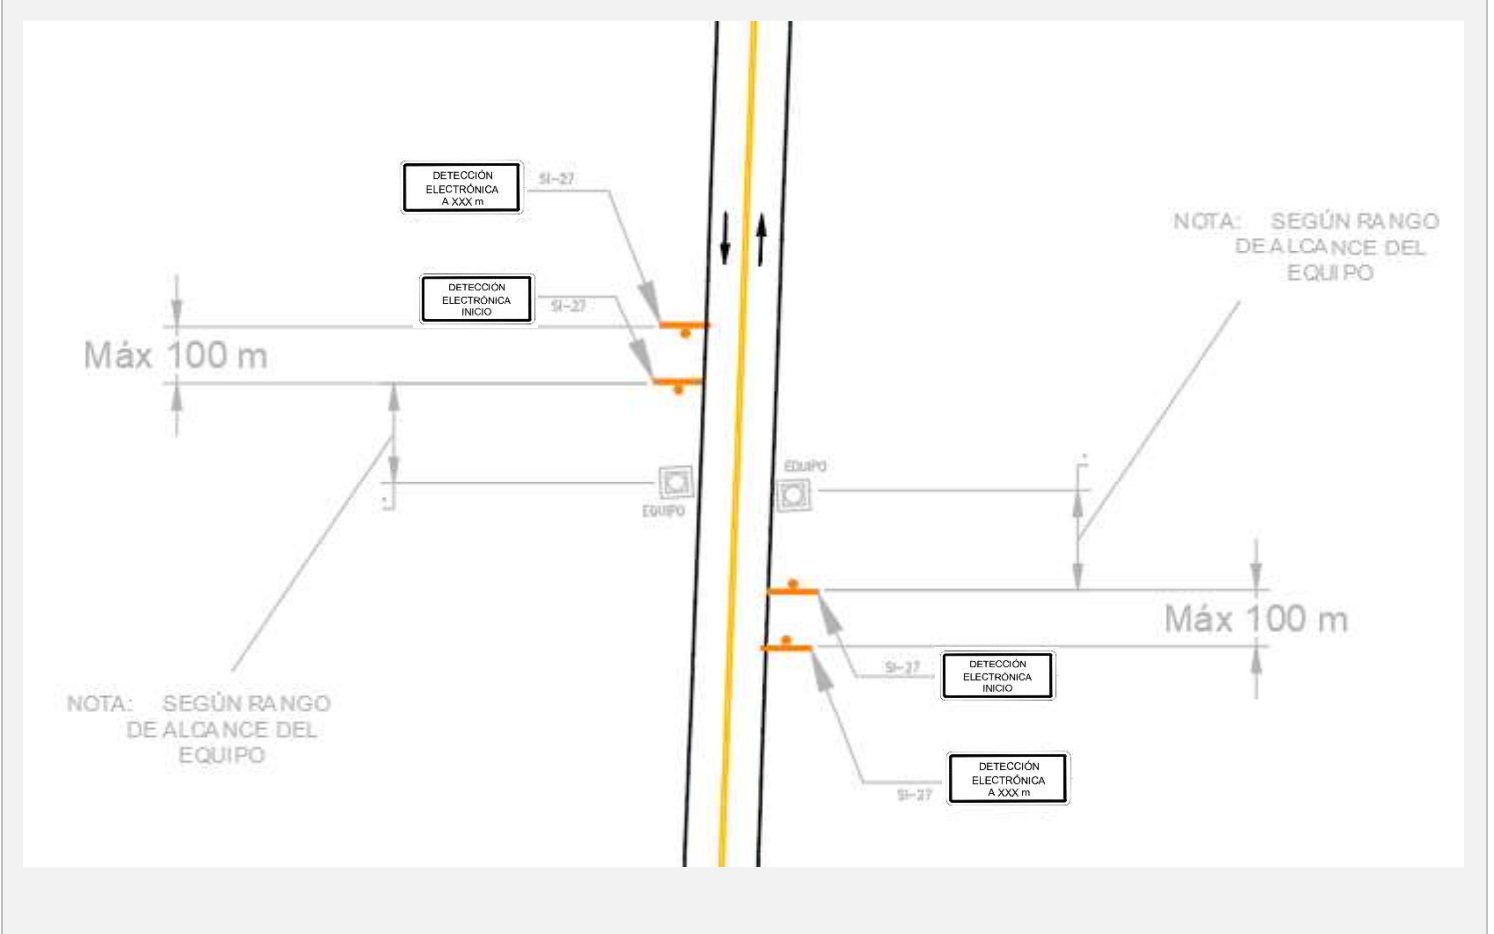 DETECCIÓN
ELECTRÓNICA
A XXX m
SI-27
NOTA: SEGÚN RANGO
DE ALCANCE DEL
EQUIPO
DETECCIÓN
ELECTRÓNICA
INICIO
SI-27
Máx 100 m
EQUIPO
EQUIPO
Máx 100 m
SI-27
DETECCIÓN
ELECTRÓNICA
INICIO
NOTA: SEGÚN RANGO
DE ALCANCE DEL
EQUIPO
SI-27
DETECCIÓN
ELECTRÓNICA
A XXX m